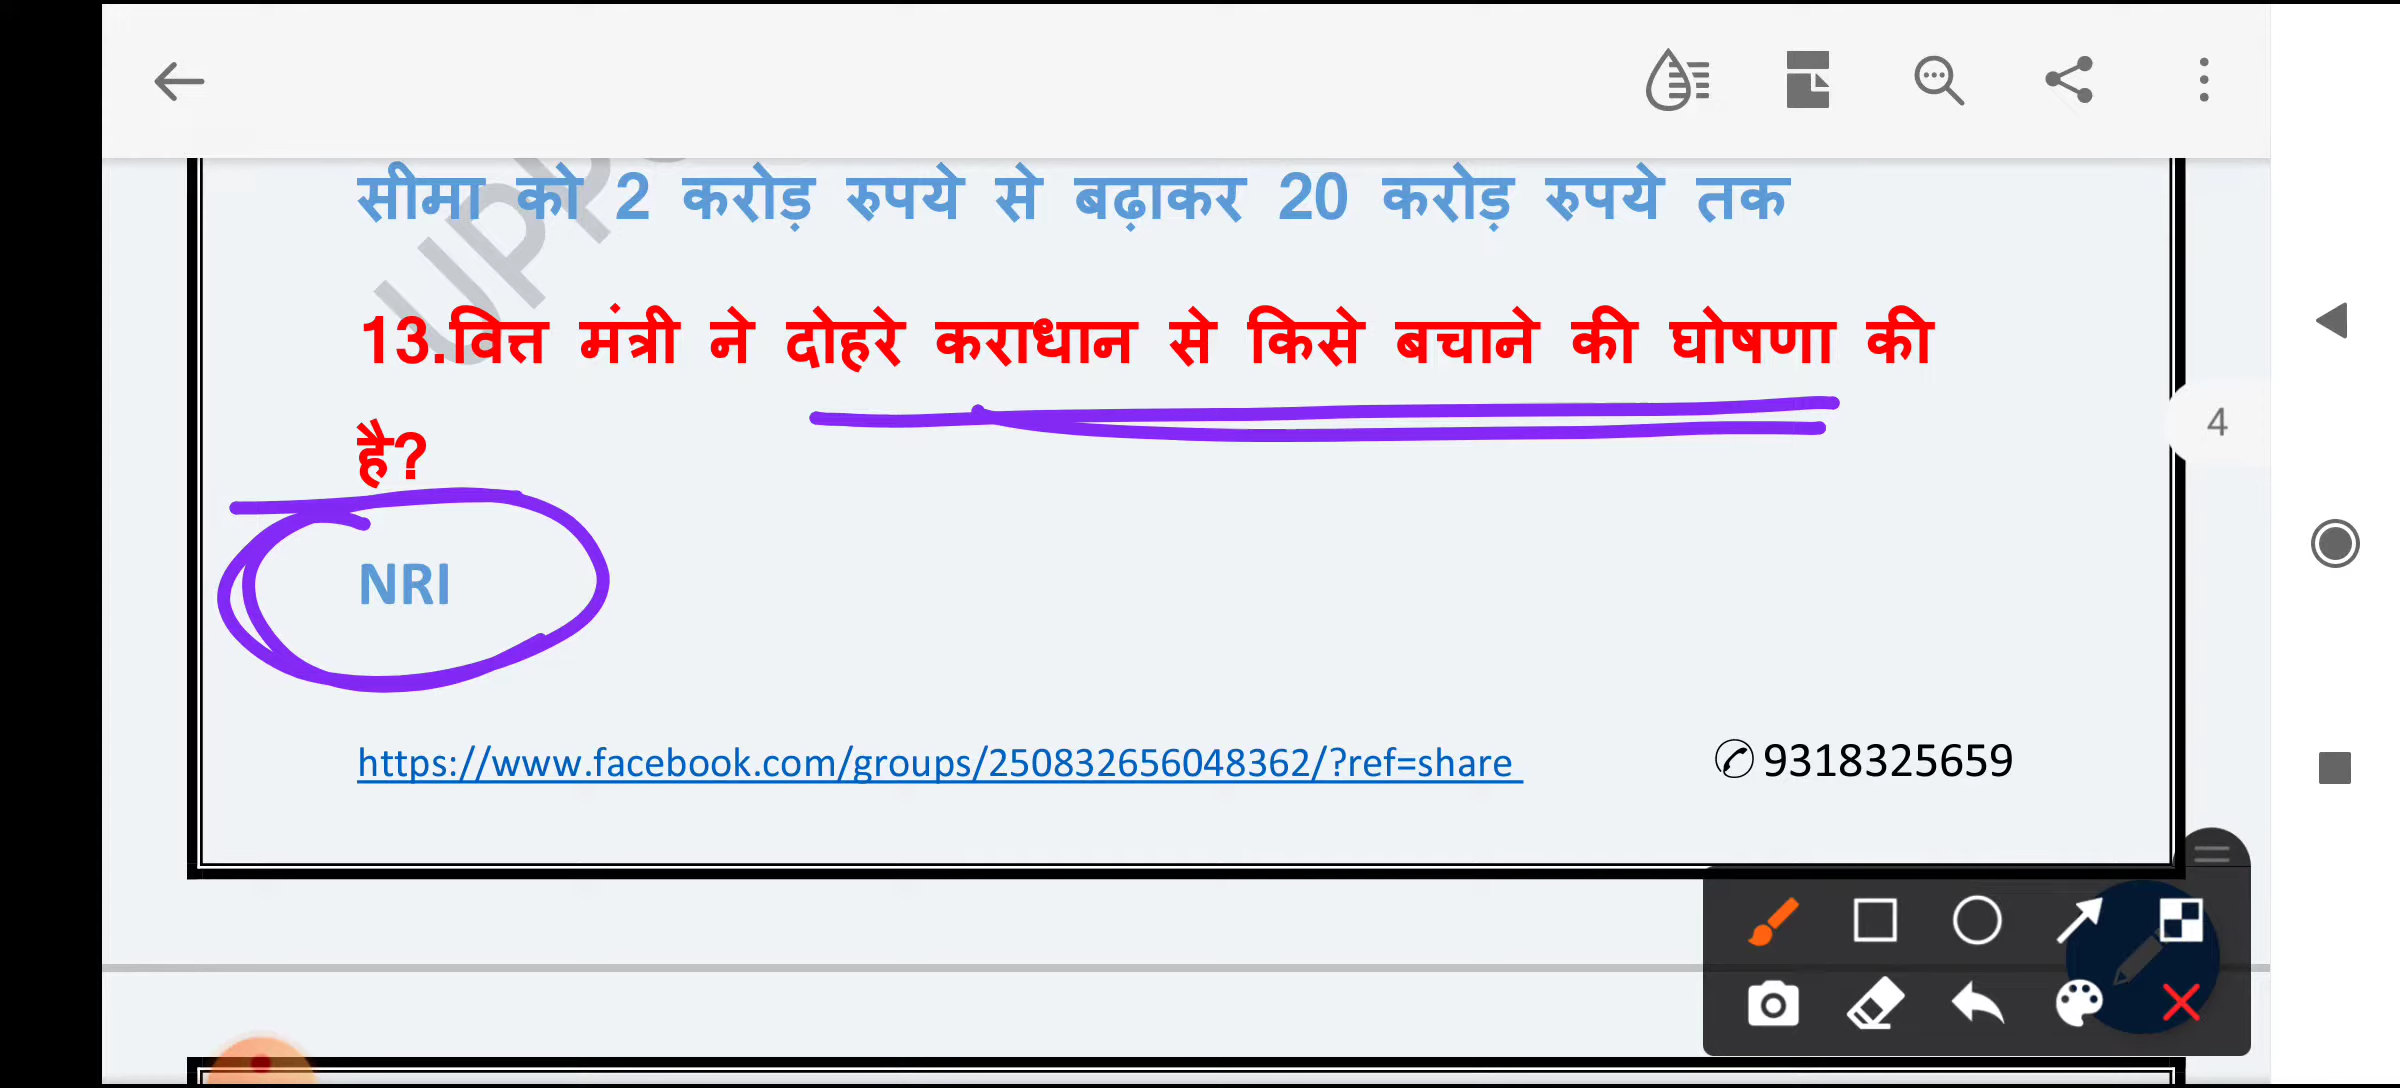 सीमा को 2 करोड़ रुपये से बढ़ाकर 20 करोड़ रुपये तक
13.वित्त मंत्री ने दोहरे कराधान से किसे बचाने की घोषणा की
है?
4
NRI
https://www.facebook.com/groups/250832656048362/?ref=share ✆9318325659